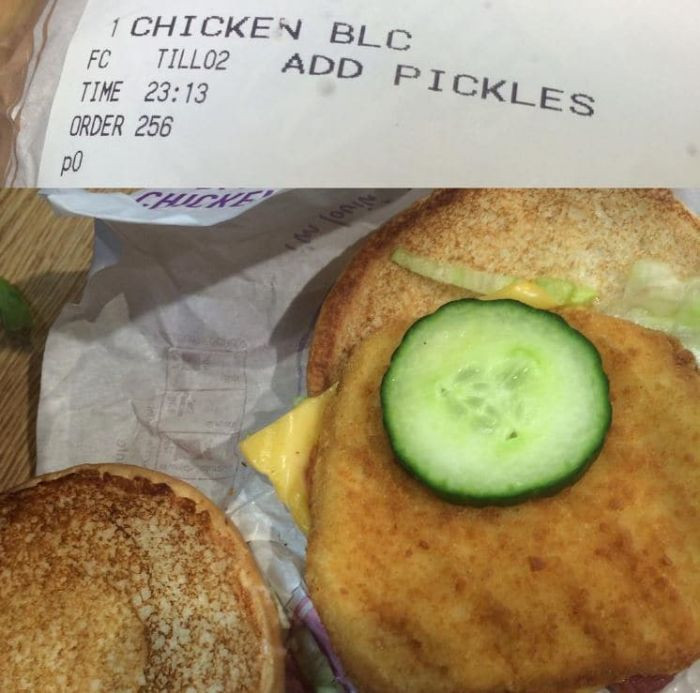 1 CHICKEN BLC
FC TILL02 ADD PICKLES
TIME 23:13
ORDER 256
p0
CHICKE